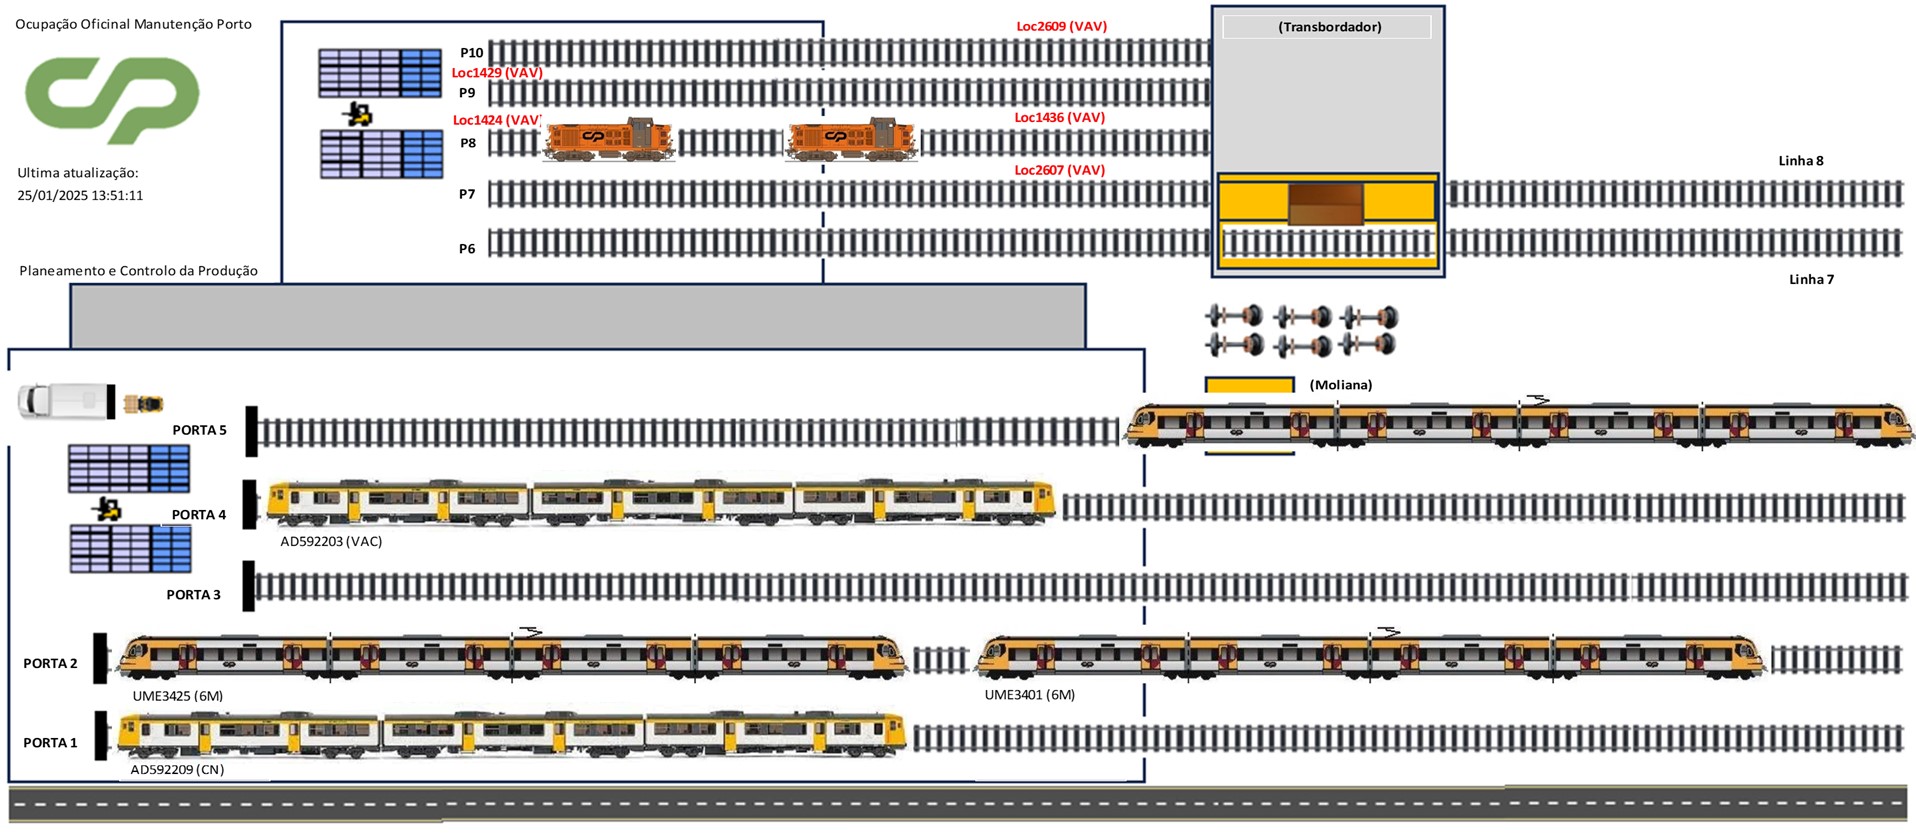 Ocupação Oficinal Manutenção Porto
Ultima atualização:
25/01/2025 13:51:11
Planeamento e Controlo da Produção
Loc2609 (VAV)
(Transbordador)
P10
Loc1429 (VAV)
P9
Loc1424 (VAV)
Loc1436 (VAV)
P8
Loc2607 (VAV)
Linha 8
P7
P6
Linha 7
(Moliana)
PORTA 5
PORTA 4
AD592203 (VAC)
PORTA 3
PORTA 2
UME3425 (6M)
UME3401 (6M)
PORTA 1
AD592209 (CN)